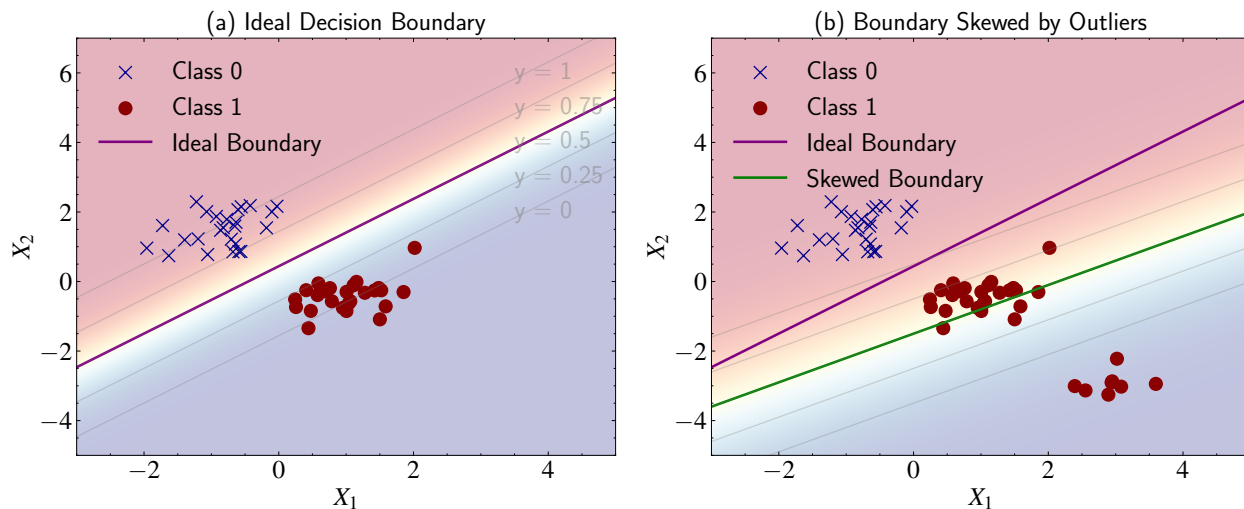 (a) Ideal Decision Boundary
Class 0
Class 1
Ideal Boundary
y = 1
y = 0.75
y = 0.5
y = 0.25
y = 0
6
4
2
0
−2
−4
X2
−2
0
2
4
X1
(b) Boundary Skewed by Outliers
Class 0
Class 1
Ideal Boundary
Skewed Boundary
6
4
2
0
−2
−4
X2
−2
0
2
4
X1